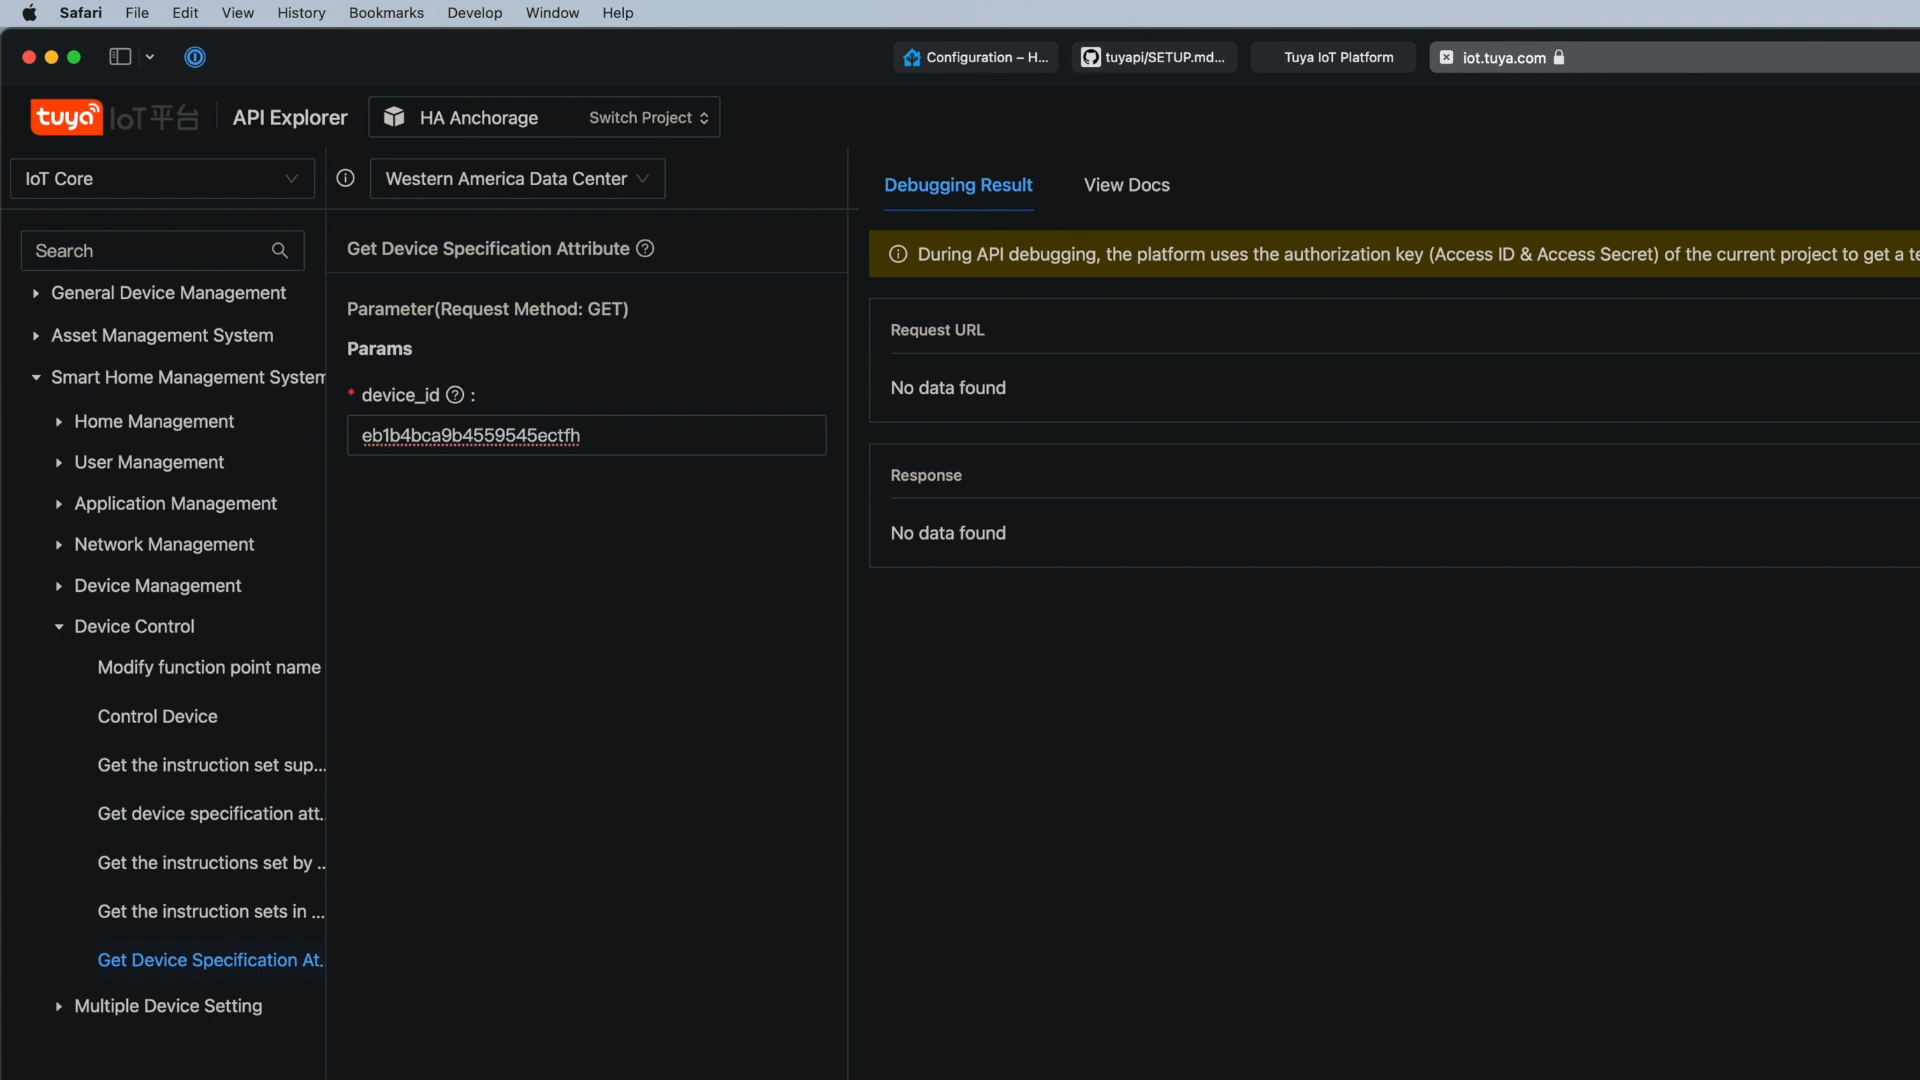 Safari File Edit View History Bookmarks Develop Window Help
Configuration – H... tuyapi/SETUP.md... Tuya IoT Platform iot.tuya.com
tuya IoT平台 API Explorer HA Anchorage Switch Project
IoT Core Western America Data Center
Debugging Result View Docs
Search
General Device Management
Asset Management System
Smart Home Management System
Home Management
User Management
Application Management
Network Management
Device Management
Device Control
Modify function point name
Control Device
Get the instruction set sup...
Get device specification att.
Get the instructions set by ..
Get the instruction sets in ...
Get Device Specification At.
Multiple Device Setting
Get Device Specification Attribute
Parameter(Request Method: GET)
Params
* device_id :
eb1b4bca9b4559545ectfh
During API debugging, the platform uses the authorization key (Access ID & Access Secret) of the current project to get a te
Request URL
No data found
Response
No data found